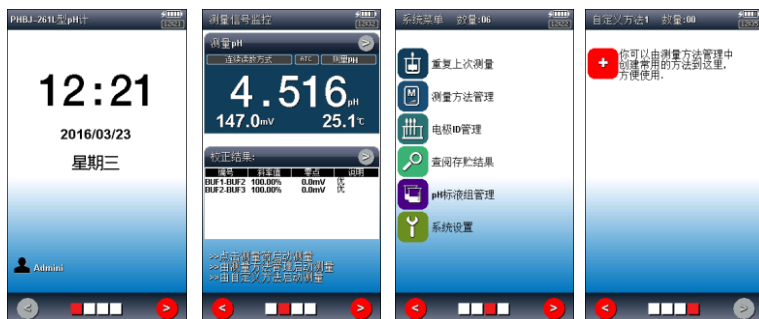 PHBJ-261L型pH计
12:21
2016/03/23
星期三
Admini
测量信号监控
测量pH
连续读数方式 ATC 测量pH
4.516pH
147.0mV 25.1℃
校正结果:
编号 斜率值 零点 说明
BUF1-BUF2 100.00% 0.0mV 优
BUF2-BUF3 100.00% 0.0mV 优
>>点击测量窗启动测量
>>由测量方法管理启动测量
>>由自定义方法启动测量
系统菜单 数量:06
重复上次测量
测量方法管理
电极ID管理
查阅存贮结果
pH标液组管理
系统设置
自定义方法1 数量:00
你可以由测量方法管理中
创建常用的方法到这里,
方便使用.